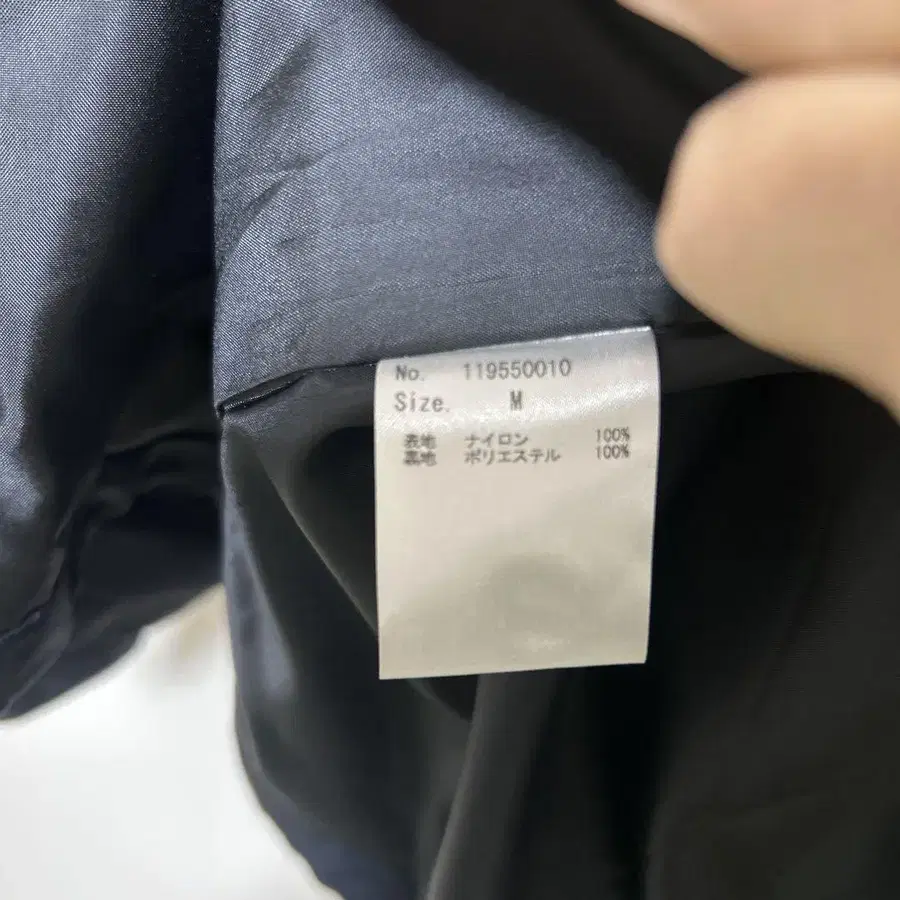 No. 119550010
Size. M
表地 ナイロン 100%
裏地 ポリエステル 100%